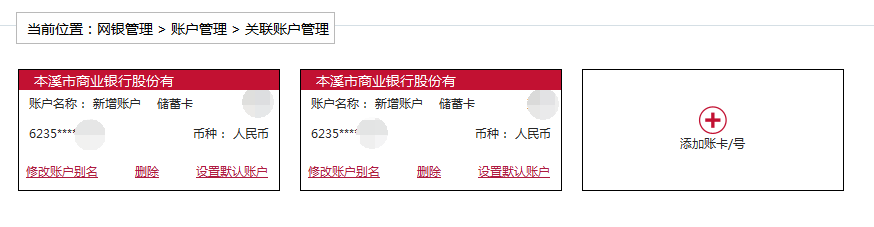 当前位置：网银管理 > 账户管理 > 关联账户管理
本溪市商业银行股份有
账户名称： 新增账户 储蓄卡
6235**** 币种： 人民币
修改账户别名 删除 设置默认账户
本溪市商业银行股份有
账户名称： 新增账户 储蓄卡
6235**** 币种： 人民币
修改账户别名 删除 设置默认账户
添加账卡/号